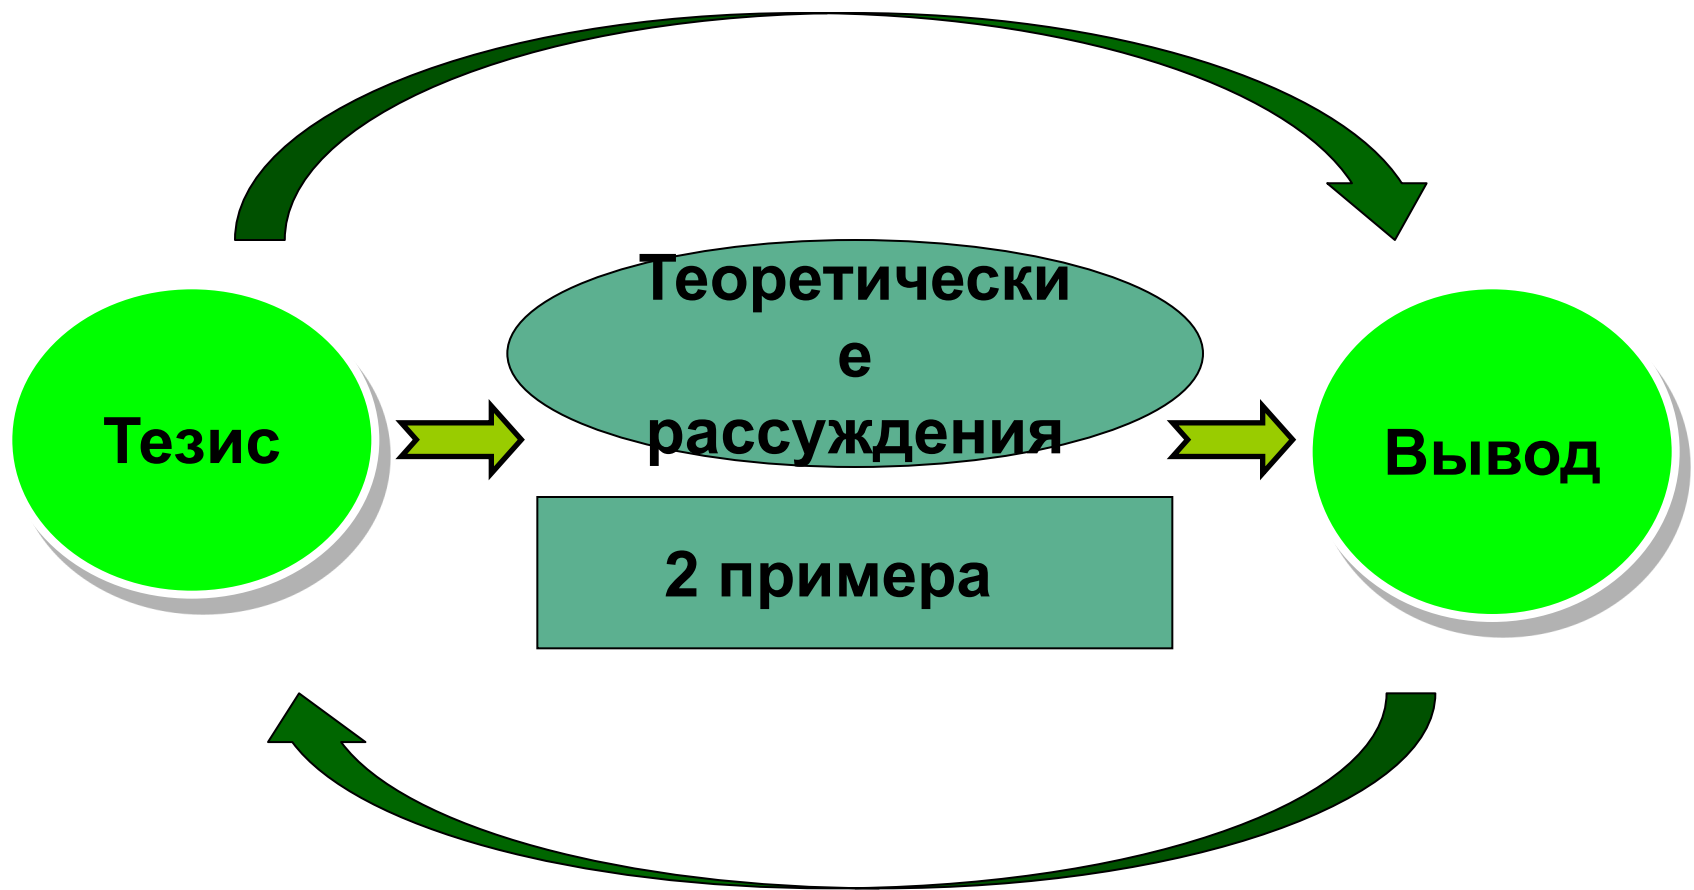 Теоретически
е
рассуждения
Тезис
Вывод
2 примера